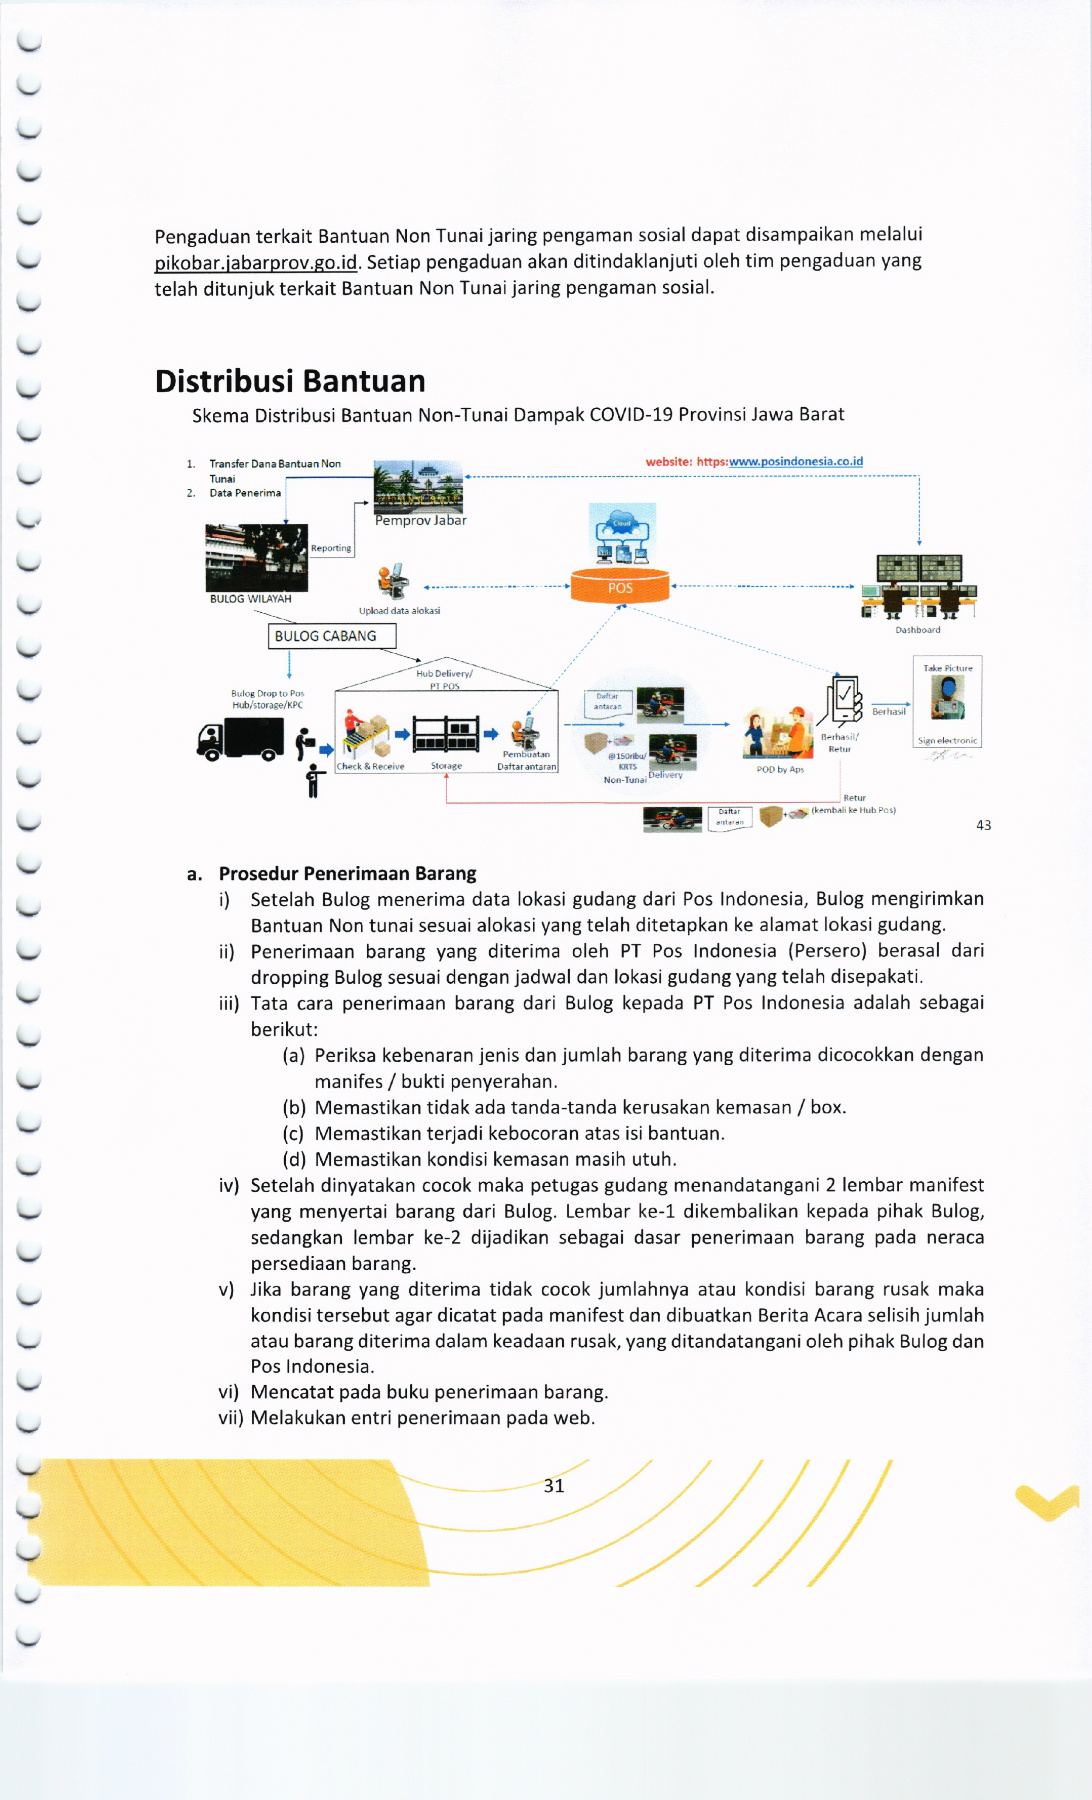 Pengaduan terkait Bantuan Non Tunai jaring pengaman sosial dapat disampaikan melalui
pikobar.jabarprov.go.id. Setiap pengaduan akan ditindaklanjuti oleh tim pengaduan yang
telah ditunjuk terkait Bantuan Non Tunai jaring pengaman sosial.
Distribusi Bantuan
Skema Distribusi Bantuan Non-Tunai Dampak COVID-19 Provinsi Jawa Barat
1. Transfer Dana Bantuan Non
Tunai
2. Data Penerima
website: https:www.posindonesia.co.id
Pemprov Jabar
Reporting
BULOG WILAYAH
Cloud
POS
Upload data alokasi
Dashboard
BULOG CABANG
Hub Delivery/
PT POS
Bulog Drop to Pos
Hub/storage/KPC
Check & Receive
Storage
Pembuatan
Daftar antaran
Daftar
antaran
@150ribu/
KRTS
Non-Tunai
Delivery
POD by Aps
Berhasil/
Retur
Berhasil
Take Picture
Sign electronic
Retur
(kembali ke Hub Pos)
Daftar
antaran
43
a. Prosedur Penerimaan Barang
i) Setelah Bulog menerima data lokasi gudang dari Pos Indonesia, Bulog mengirimkan
Bantuan Non tunai sesuai alokasi yang telah ditetapkan ke alamat lokasi gudang.
ii) Penerimaan barang yang diterima oleh PT Pos Indonesia (Persero) berasal dari
dropping Bulog sesuai dengan jadwal dan lokasi gudang yang telah disepakati.
iii) Tata cara penerimaan barang dari Bulog kepada PT Pos Indonesia adalah sebagai
berikut:
(a) Periksa kebenaran jenis dan jumlah barang yang diterima dicocokkan dengan
manifes / bukti penyerahan.
(b) Memastikan tidak ada tanda-tanda kerusakan kemasan / box.
(c) Memastikan terjadi kebocoran atas isi bantuan.
(d) Memastikan kondisi kemasan masih utuh.
iv) Setelah dinyatakan cocok maka petugas gudang menandatangani 2 lembar manifest
yang menyertai barang dari Bulog. Lembar ke-1 dikembalikan kepada pihak Bulog,
sedangkan lembar ke-2 dijadikan sebagai dasar penerimaan barang pada neraca
persediaan barang.
v) Jika barang yang diterima tidak cocok jumlahnya atau kondisi barang rusak maka
kondisi tersebut agar dicatat pada manifest dan dibuatkan Berita Acara selisih jumlah
atau barang diterima dalam keadaan rusak, yang ditandatangani oleh pihak Bulog dan
Pos Indonesia.
vi) Mencatat pada buku penerimaan barang.
vii) Melakukan entri penerimaan pada web.
31